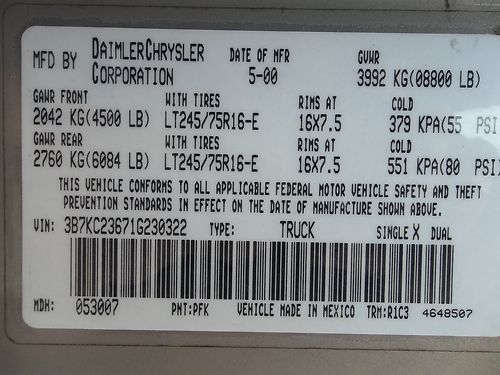 MFD BY DAIMLERCHRYSLER CORPORATION DATE OF MFR 5-00 GVWR 3992 KG(08800 LB)
GAWR FRONT WITH TIRES RIMS AT COLD
2042 KG(4500 LB) LT245/75R16-E 16X7.5 379 KPA(55 PSI)
GAWR REAR WITH TIRES RIMS AT COLD
2760 KG(6084 LB) LT245/75R16-E 16X7.5 551 KPA(80 PSI)
THIS VEHICLE CONFORMS TO ALL APPLICABLE FEDERAL MOTOR VEHICLE SAFETY AND THEFT
PREVENTION STANDARDS IN EFFECT ON THE DATE OF MANUFACTURE SHOWN ABOVE.
VIN: 3B7KC23671G230322 TYPE: TRUCK SINGLE X DUAL
MDH: 053007 PNT:PFK VEHICLE MADE IN MEXICO TRM:R1C3 4648507